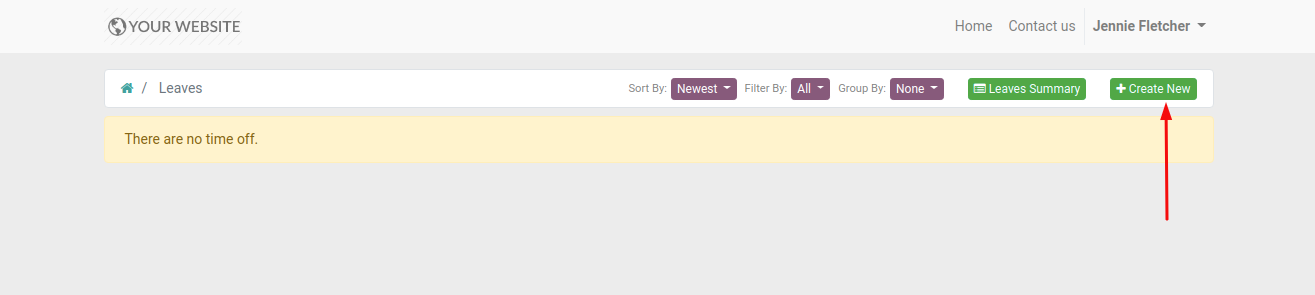 YOUR WEBSITE Home Contact us Jennie Fletcher
/ Leaves Sort By: Newest Filter By: All Group By: None Leaves Summary Create New
There are no time off.